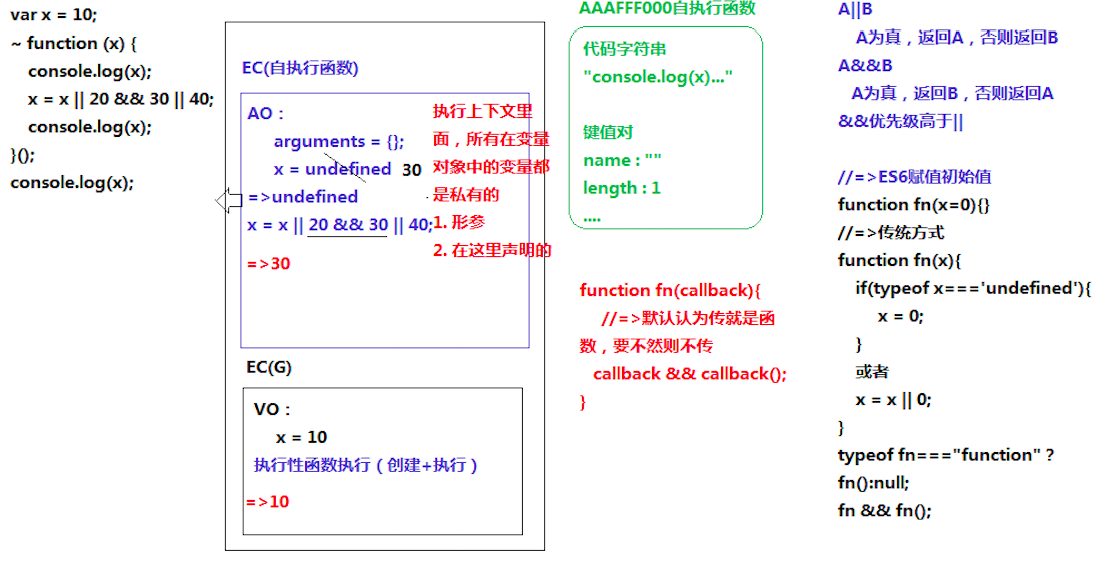 var x = 10;
~ function (x) {
console.log(x);
x = x || 20 && 30 || 40;
console.log(x);
}();
console.log(x);
EC(自执行函数)
AO：
arguments = {};
x = undefined 30
=>undefined
x = x || 20 && 30 || 40;
=>30
执行上下文里
面，所有在变量
对象中的变量都
是私有的
1. 形参
2. 在这里声明的
EC(G)
VO：
x = 10
执行性函数执行（创建+执行）
=>10
AAAFFF000自执行函数
代码字符串
"console.log(x)..."
键值对
name : ""
length : 1
....
function fn(callback){
//=>默认认为传就是函
数，要不然则不传
callback && callback();
}
A||B
A为真，返回A，否则返回B
A&&B
A为真，返回B，否则返回A
&&优先级高于||
//=>ES6赋值初始值
function fn(x=0){}
//=>传统方式
function fn(x){
if(typeof x==='undefined'){
x = 0;
}
或者
x = x || 0;
}
typeof fn==="function" ?
fn():null;
fn && fn();